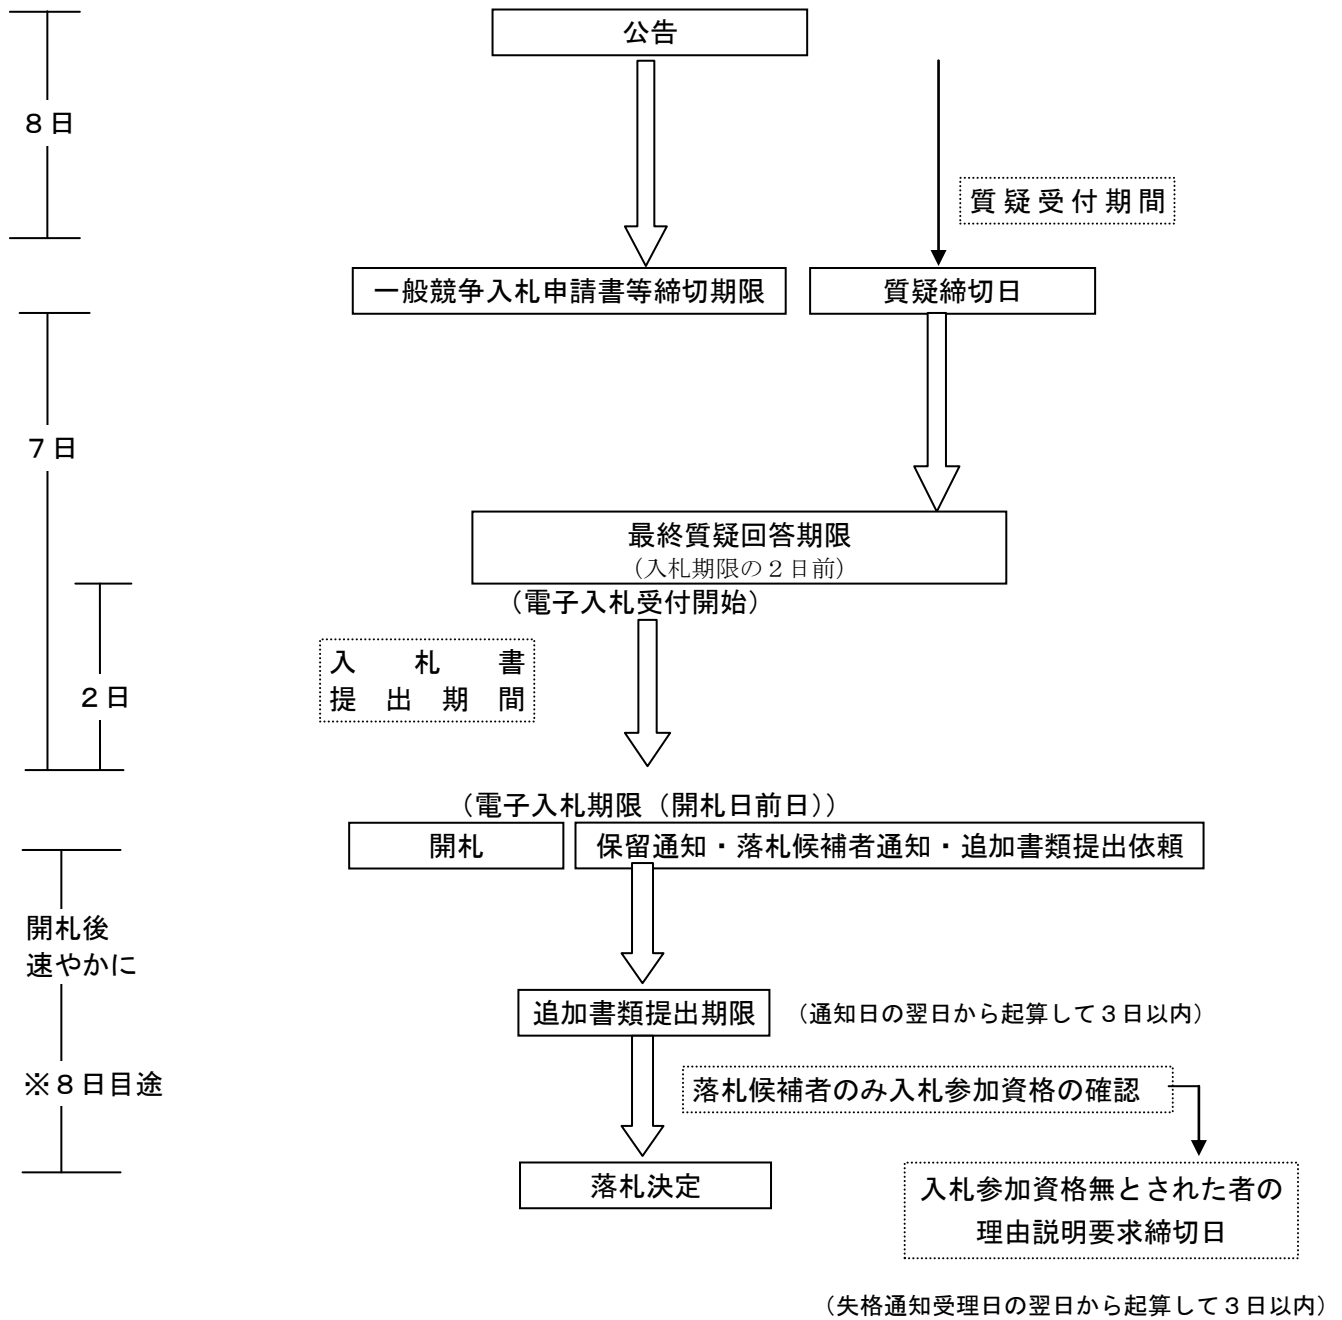 公告
８日
質疑受付期間
一般競争入札申請書等締切期限
質疑締切日
７日
最終質疑回答期限
（入札期限の２日前）
（電子入札受付開始）
入札書
提出期間
２日
（電子入札期限（開札日前日））
開札
保留通知・落札候補者通知・追加書類提出依頼
開札後
速やかに
追加書類提出期限
（通知日の翌日から起算して３日以内）
※８日目途
落札候補者のみ入札参加資格の確認
落札決定
入札参加資格無とされた者の
理由説明要求締切日
（失格通知受理日の翌日から起算して３日以内）